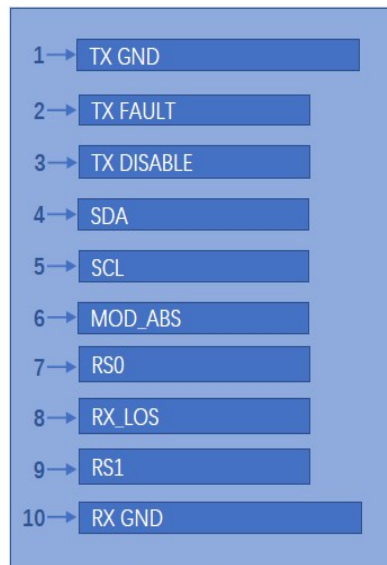 1 TX GND
2 TX FAULT
3 TX DISABLE
4 SDA
5 SCL
6 MOD_ABS
7 RS0
8 RX_LOS
9 RS1
10 RX GND